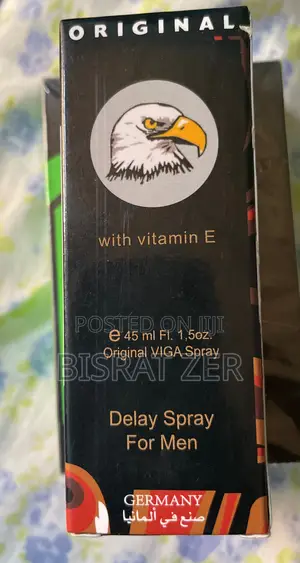 ORIGINAL
with vitamin E
POSTED ON JIJI
e 45 ml Fl. 1,5oz.
Original VIGA Spray
BISRAT ZER
Delay Spray
For Men
GERMANY
صنع في ألمانيا